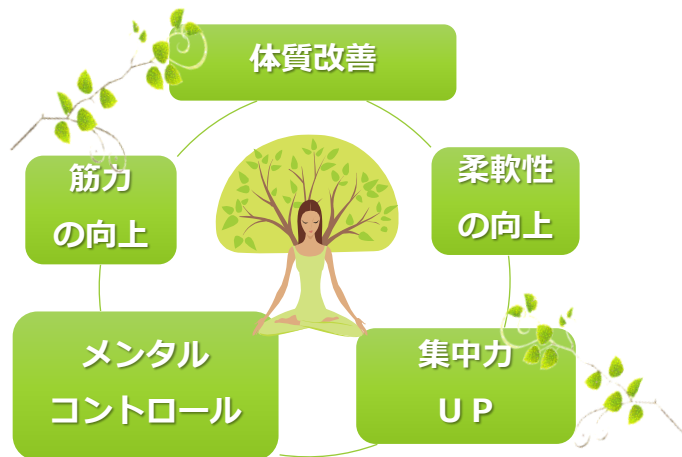 体質改善
筋力
の向上
柔軟性
の向上
メンタル
コントロール
集中力
ＵＰ